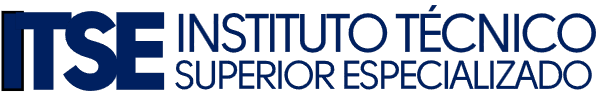 ITSE INSTITUTO TÉCNICO
SUPERIOR ESPECIALIZADO